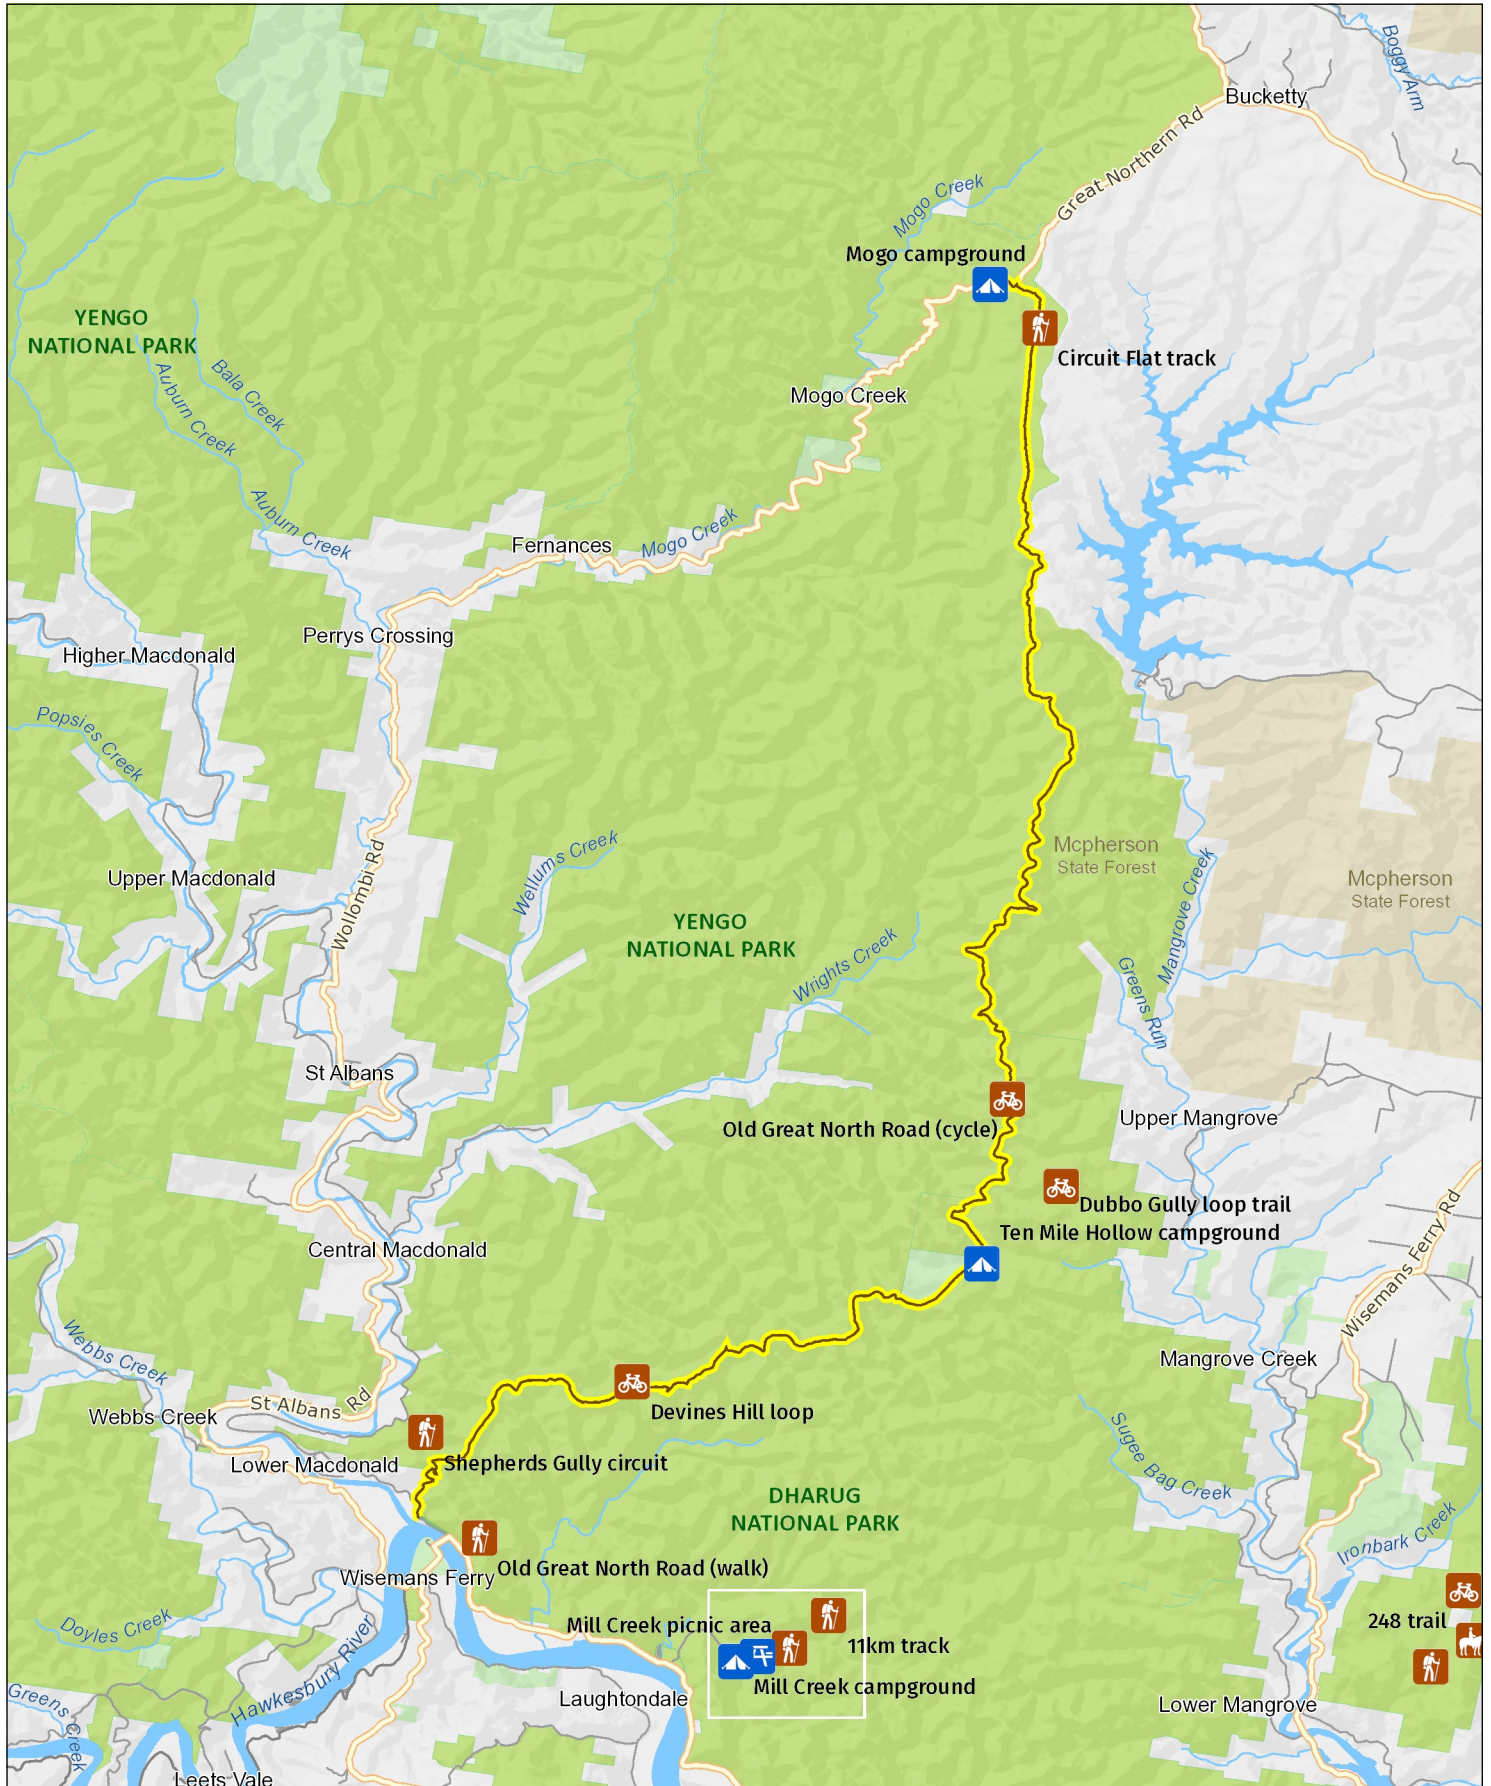 Boggy Arm
Bucketty
Great Northern Rd
Mogo Creek
Mogo campground
YENGO
NATIONAL PARK
Circuit Flat track
Bala Creek
Auburn Creek
Mogo Creek
Auburn Creek
Mogo Creek
Fernances
Perrys Crossing
Higher Macdonald
Popsies Creek
Wellums Creek
Mcpherson
State Forest
Upper Macdonald
Wollombi Rd
Mangrove Creek
Mcpherson
State Forest
YENGO
NATIONAL PARK
Wrights Creek
Greens Run
St Albans
Old Great North Road (cycle)
Upper Mangrove
Dubbo Gully loop trail
Ten Mile Hollow campground
Central Macdonald
Wisemans Ferry Rd
Webbs Creek
Mangrove Creek
St Albans Rd
Webbs Creek
Devines Hill loop
Lower Macdonald
Shepherds Gully circuit
Sugee Bag Creek
DHARUG
NATIONAL PARK
Ironbark Creek
Old Great North Road (walk)
Wisemans Ferry
Doyles Creek
Mill Creek picnic area
248 trail
11km track
Hawkesbury River
Mill Creek campground
Laughtondale
Lower Mangrove
Greens Creek
Leets Vale